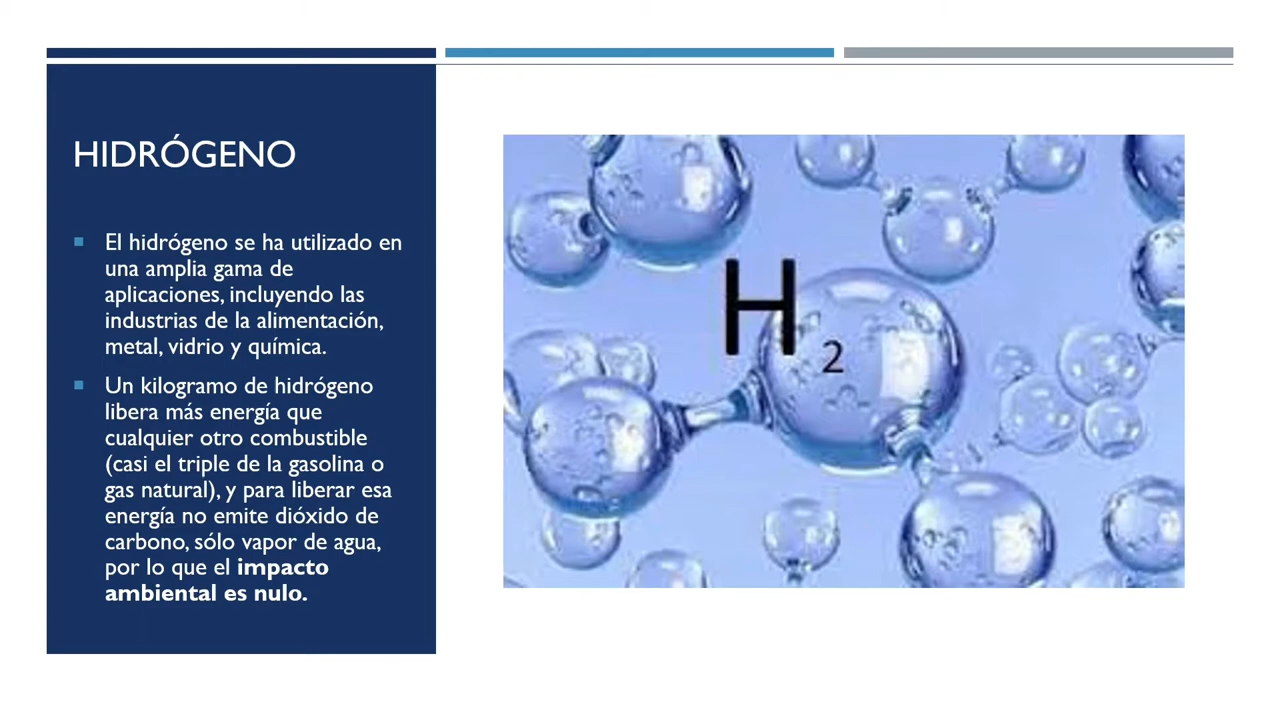 HIDRÓGENO
El hidrógeno se ha utilizado en
una amplia gama de
aplicaciones, incluyendo las
industrias de la alimentación,
metal, vidrio y química.
Un kilogramo de hidrógeno
libera más energía que
cualquier otro combustible
(casi el triple de la gasolina o
gas natural), y para liberar esa
energía no emite dióxido de
carbono, sólo vapor de agua,
por lo que el impacto
ambiental es nulo.
H2